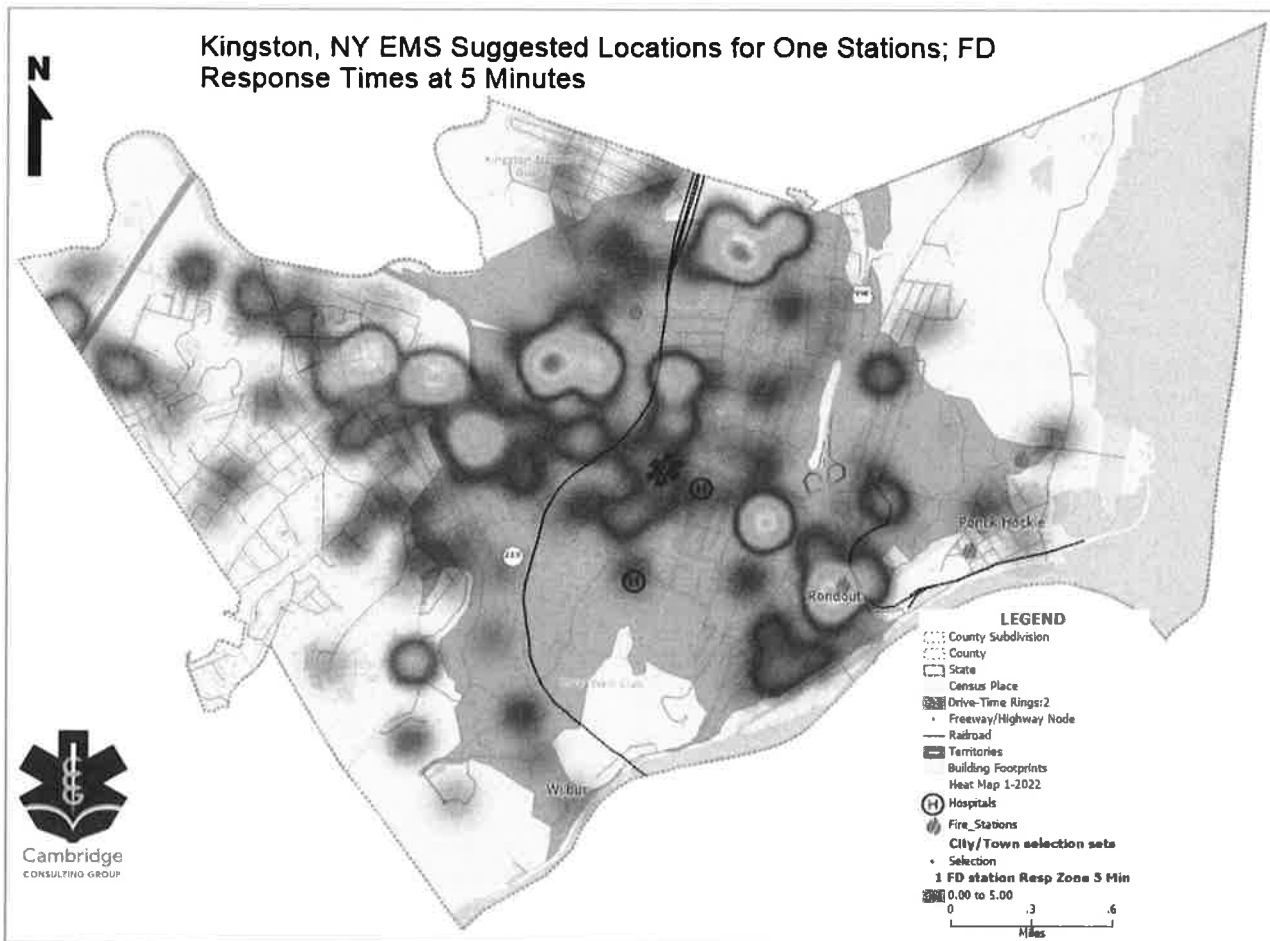 Kingston, NY EMS Suggested Locations for One Stations; FD
Response Times at 5 Minutes
N
H
H
213
Ponck Hockie
Rondout
Wilbur
LEGEND
County Subdivision
County
State
Census Place
Drive-Time Rings:2
Freeway/Highway Node
Railroad
Territories
Building Footprints
Heat Map 1-2022
H Hospitals
Fire_Stations
City/Town selection sets
Selection
1 FD station Resp Zone 5 Min
0.00 to 5.00
0 .3 .6
Miles
CCG
Cambridge
CONSULTING GROUP